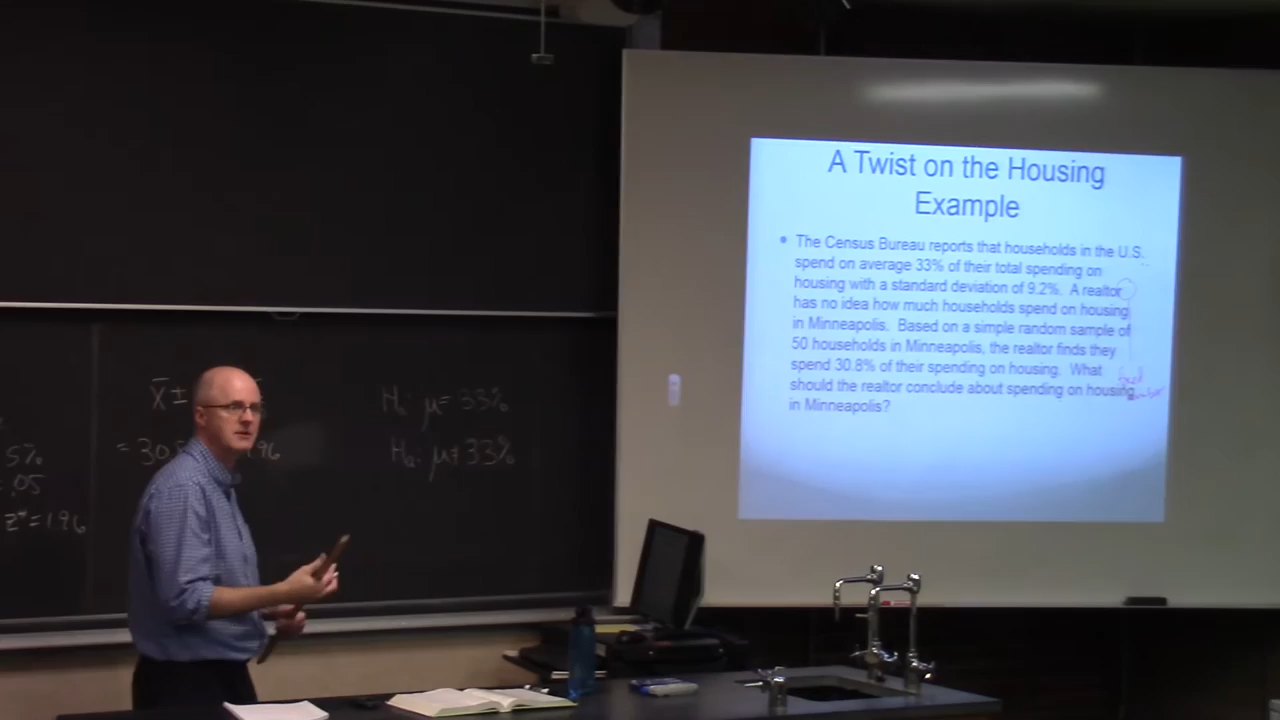 A Twist on the Housing
Example
• The Census Bureau reports that households in the U.S.
spend on average 33% of their total spending on
housing with a standard deviation of 9.2%. A realtor
has no idea how much households spend on housing
in Minneapolis. Based on a simple random sample of
50 households in Minneapolis, the realtor finds they
spend 30.8% of their spending on housing. What
should the realtor conclude about spending on housing
in Minneapolis?
5%
.05
z*=1.96
x̄ ±
= 30.
96
H₀: μ = 33%
Hₐ: μ ≠ 33%